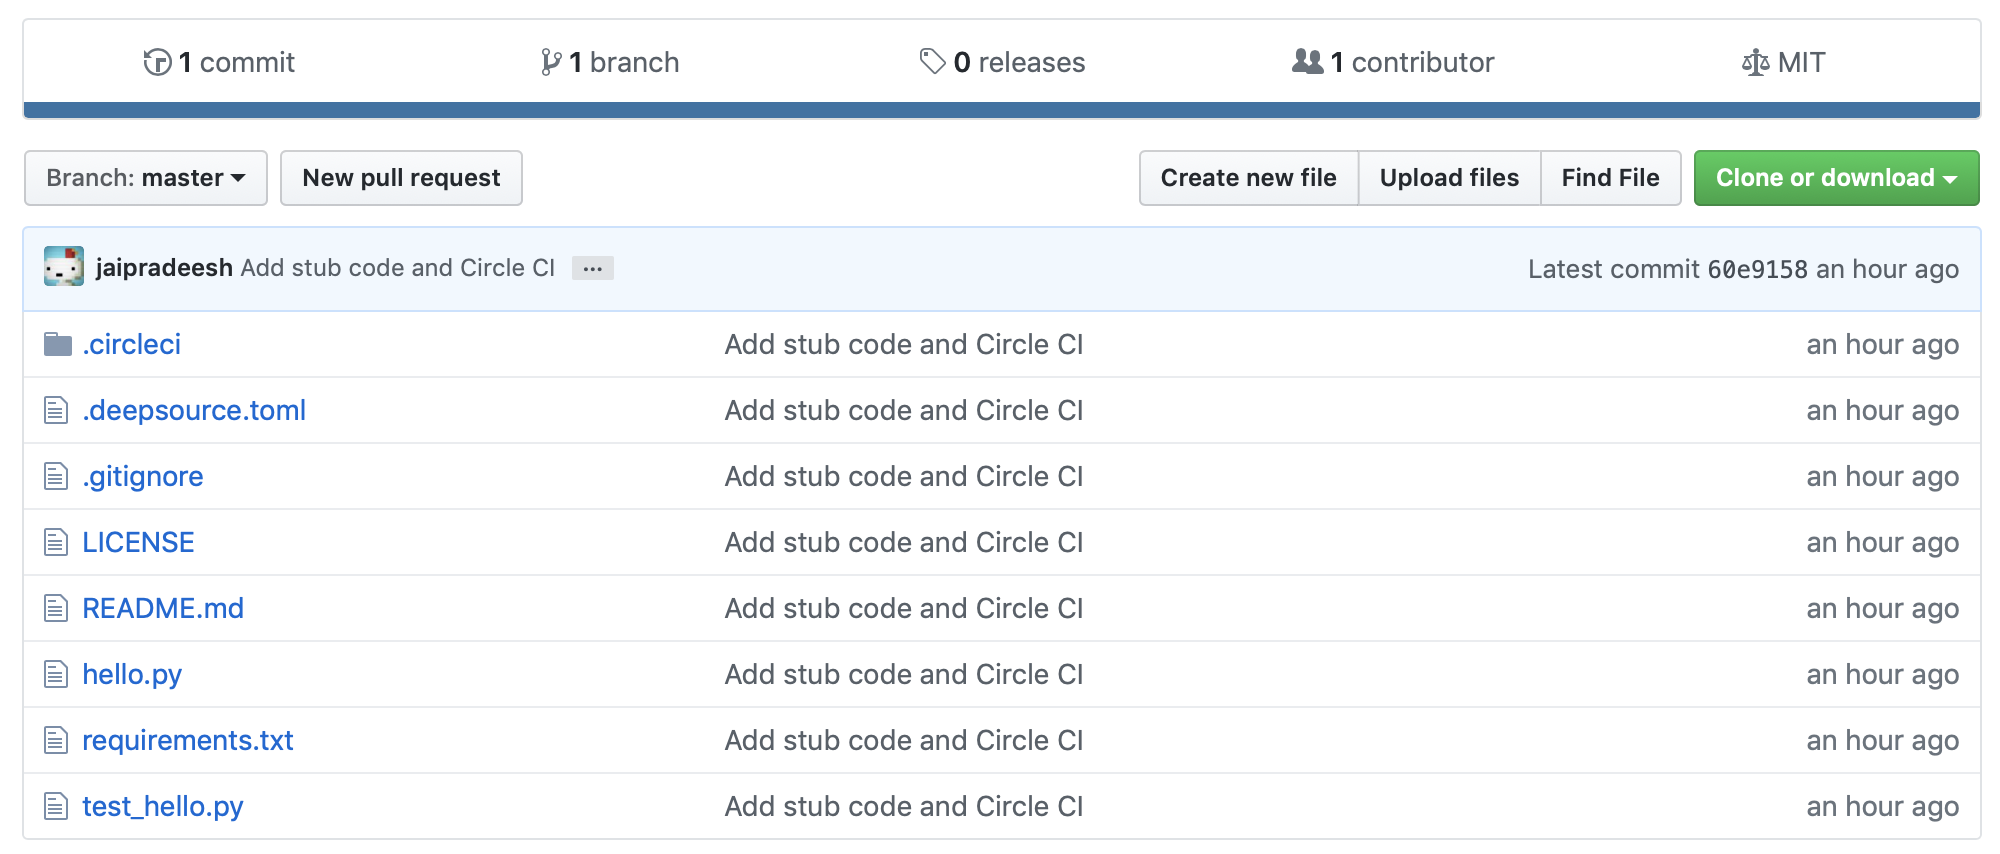 1 commit 1 branch 0 releases 1 contributor MIT
Branch: master New pull request Create new file Upload files Find File Clone or download
jaipradeesh Add stub code and Circle CI ... Latest commit 60e9158 an hour ago
.circleci Add stub code and Circle CI an hour ago
.deepsource.toml Add stub code and Circle CI an hour ago
.gitignore Add stub code and Circle CI an hour ago
LICENSE Add stub code and Circle CI an hour ago
README.md Add stub code and Circle CI an hour ago
hello.py Add stub code and Circle CI an hour ago
requirements.txt Add stub code and Circle CI an hour ago
test_hello.py Add stub code and Circle CI an hour ago